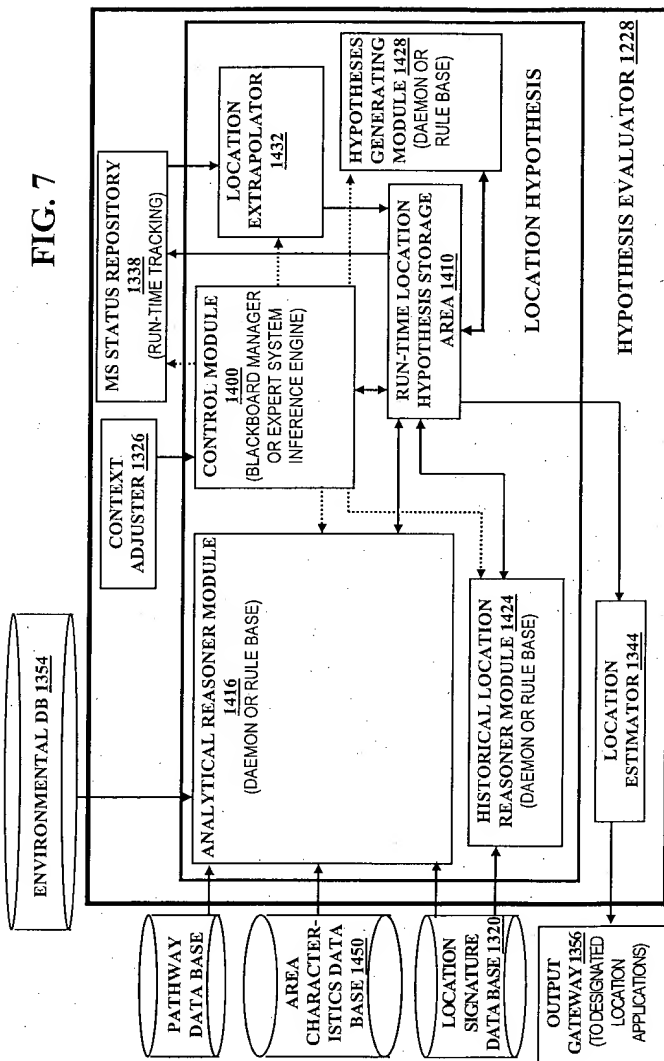 FIG. 7
ENVIRONMENTAL DB 1354
CONTEXT
ADJUSTER 1326
MS STATUS REPOSITORY
1338
(RUN-TIME TRACKING)
PATHWAY
DATA BASE
AREA
CHARACTER-
ISTICS DATA
BASE 1450
LOCATION
SIGNATURE
DATABASE 1320
OUTPUT
GATEWAY 1356
(TO DESIGNATED
LOCATION
APPLICATIONS)
ANALYTICAL REASONER MODULE
1416
(DAEMON OR RULE BASE)
CONTROL MODULE
1400
(BLACKBOARD MANAGER
OR EXPERT SYSTEM
INFERENCE ENGINE)
LOCATION
EXTRAPOLATOR
1432
HISTORICAL LOCATION
REASONER MODULE 1424
(DAEMON OR RULE BASE)
RUN-TIME LOCATION
HYPOTHESIS STORAGE
AREA 1410
HYPOTHESES
GENERATING
MODULE 1428
(DAEMON OR
RULE BASE)
LOCATION HYPOTHESIS
LOCATION
ESTIMATOR 1344
HYPOTHESIS EVALUATOR 1228